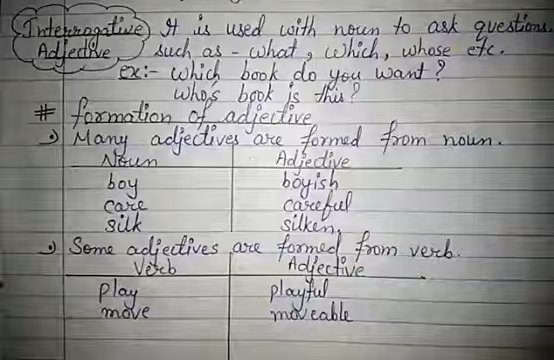 Interrogative It is used with noun to ask questions.
Adjective such as - what, which, whose etc.
ex:- which book do you want?
who's book is this?
# formation of adjective
Many adjectives are formed from noun.
Noun Adjective
boy boyish
care careful
silk silken
Some adjectives are formed from verb.
Verb Adjective
play playful
move moveable